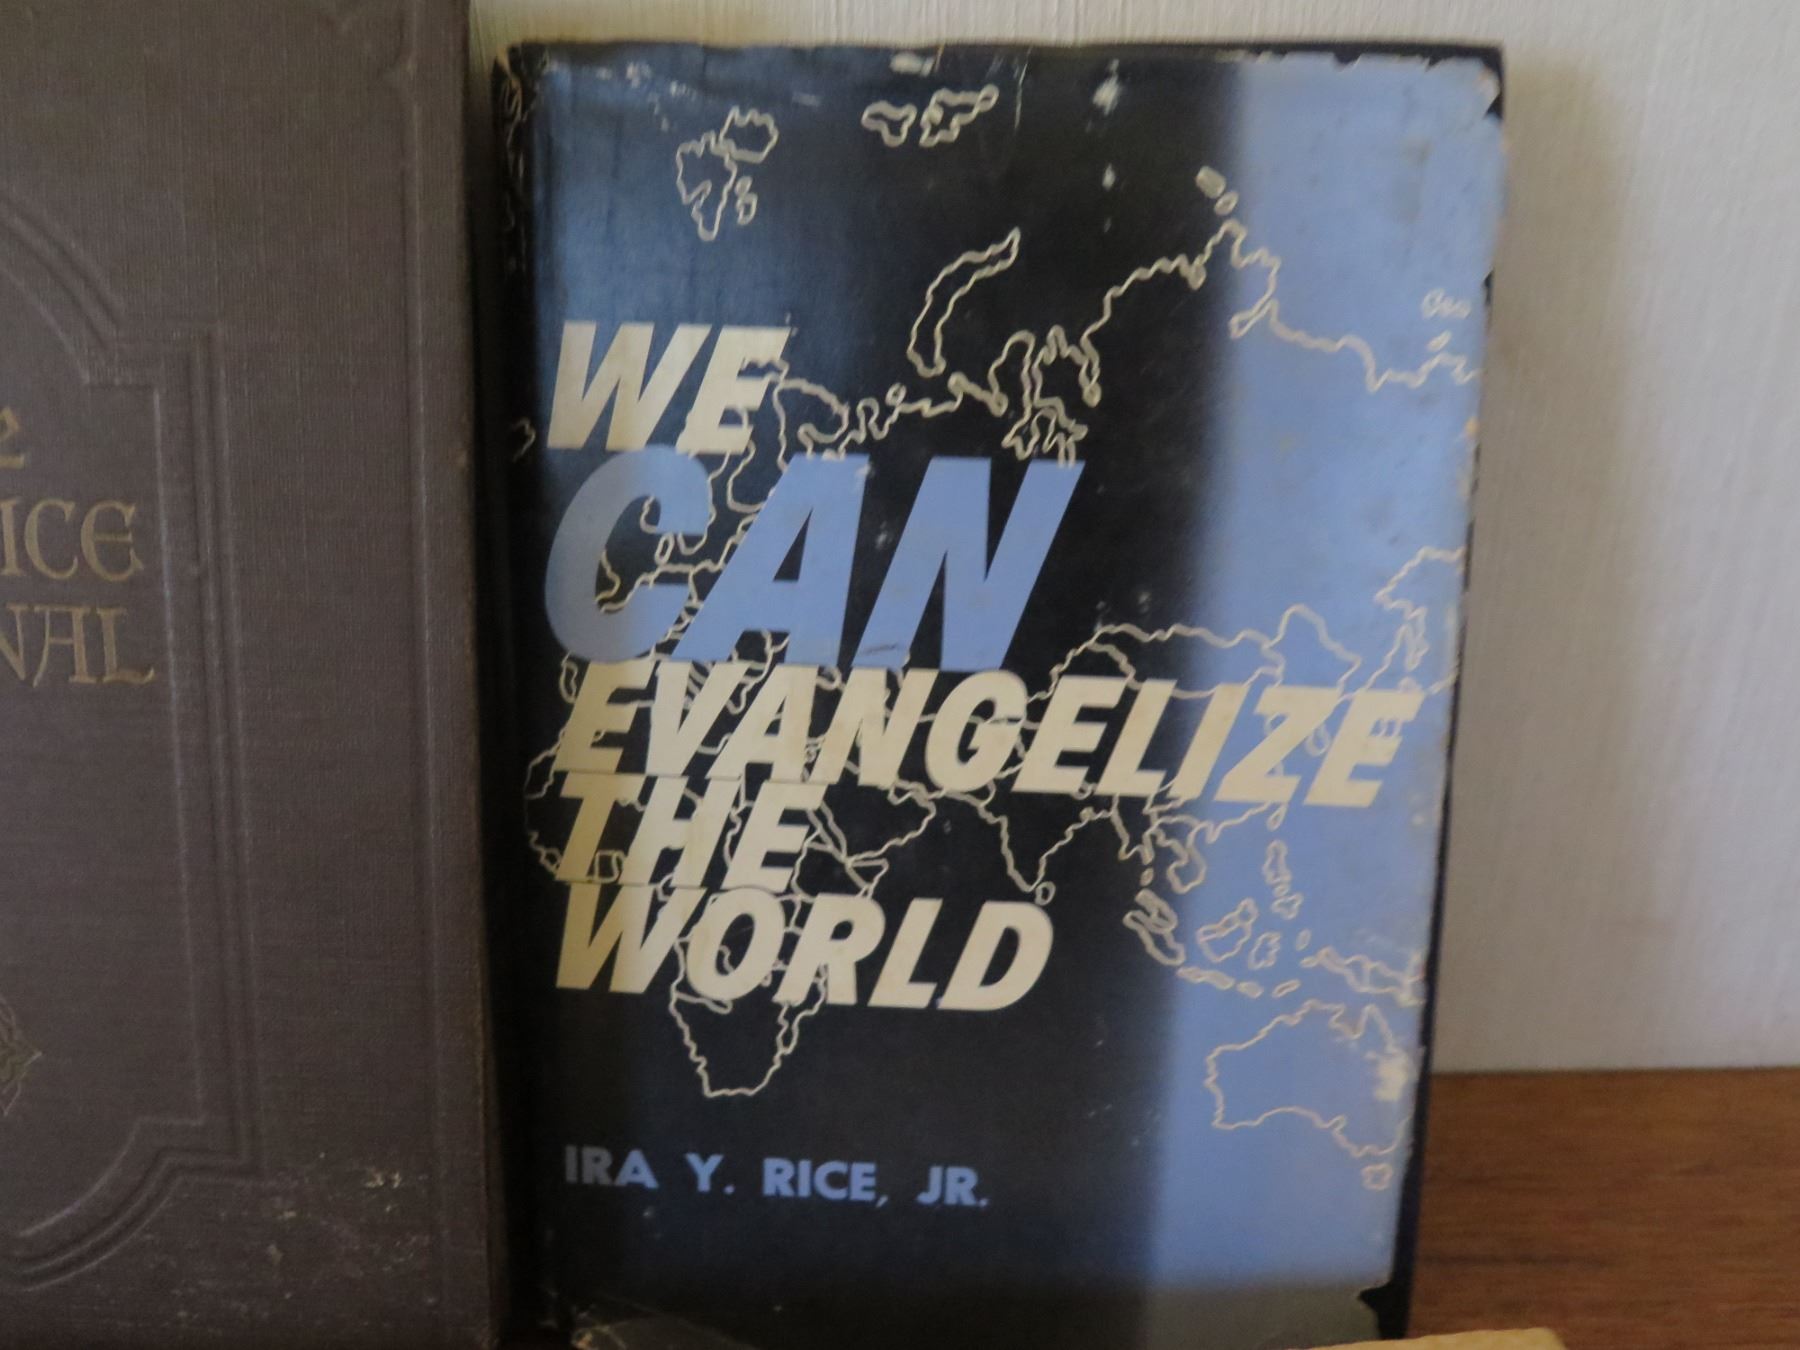 ICE
NAL
WE
CAN
EVANGELIZE
THE
WORLD
IRA Y. RICE, JR.